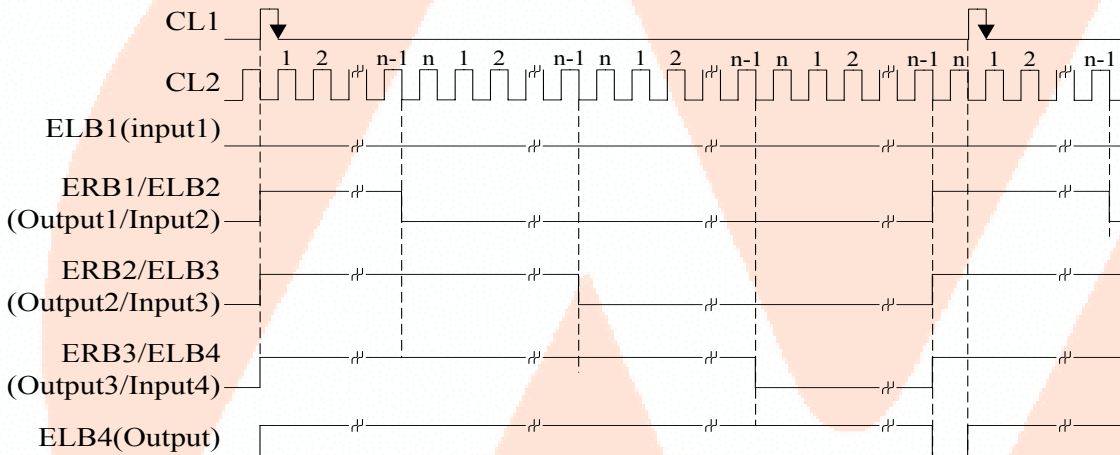 CL1
1 2 n-1 n 1 2 n-1 n 1 2 n-1 n 1 2 n-1 n 1 2 n-1
CL2
ELB1(input1)
ERB1/ELB2
(Output1/Input2)
ERB2/ELB3
(Output2/Input3)
ERB3/ELB4
(Output3/Input4)
ELB4(Output)